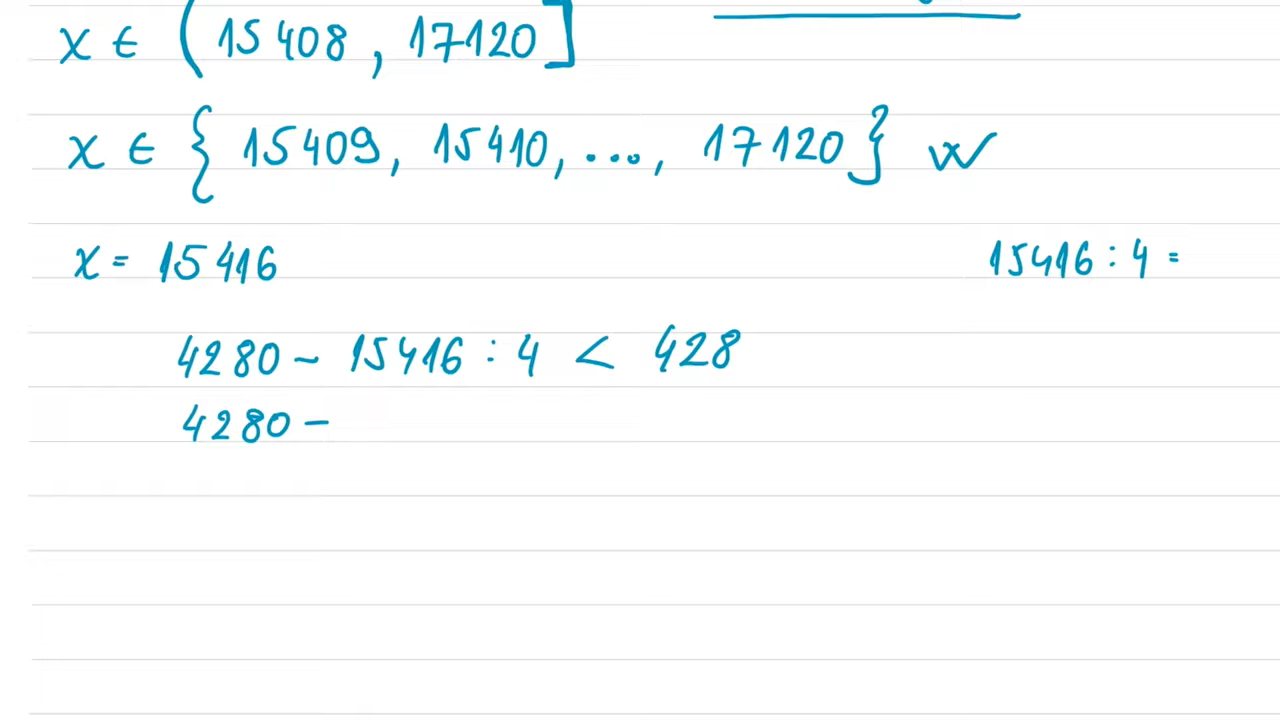 x ∈ (15408, 17120]
x ∈ {15409, 15410, ..., 17120}
x = 15416
15416 : 4 =
4280 - 15416 : 4 < 428
4280 -